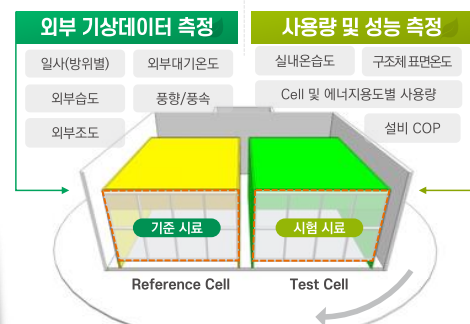 외부 기상데이터 측정
일사(방위별)
외부대기온도
외부습도
풍향/풍속
외부조도
사용량 및 성능 측정
실내온습도
구조체 표면온도
Cell 및 에너지용도별 사용량
설비 COP
기준 시료
시험 시료
Reference Cell
Test Cell